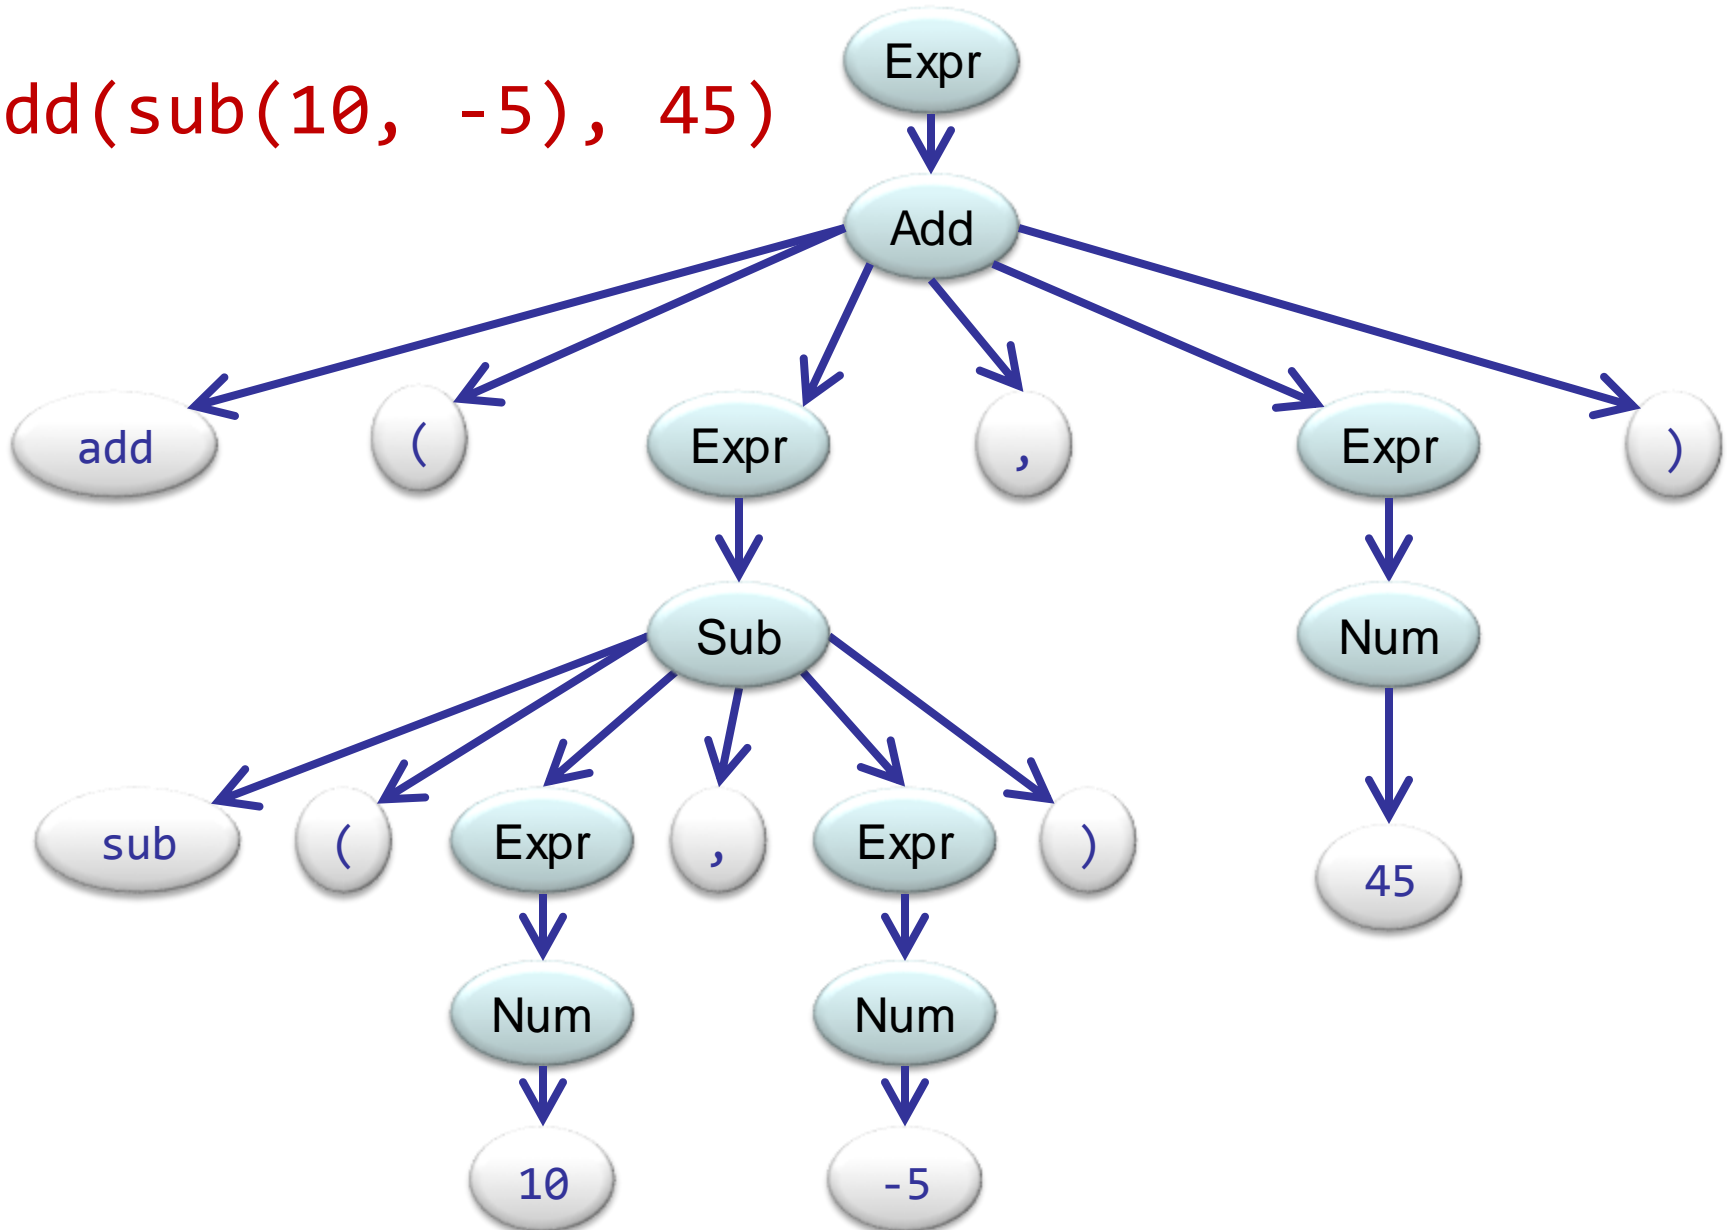 Expr
dd(sub(10, -5), 45)
Add
add ( Expr , Expr )
Sub Num
sub ( Expr , Expr ) 45
Num Num
10 -5